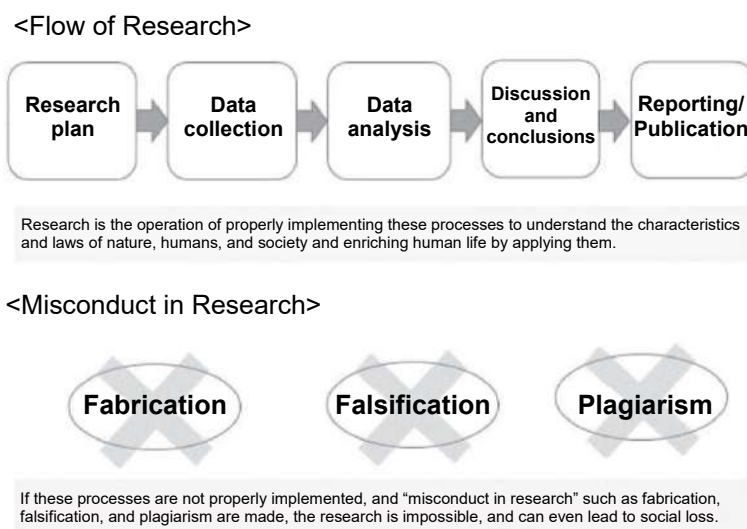 <Flow of Research>
Research
plan
Data
collection
Data
analysis
Discussion
and
conclusions
Reporting/
Publication
Research is the operation of properly implementing these processes to understand the characteristics
and laws of nature, humans, and society and enriching human life by applying them.
<Misconduct in Research>
Fabrication
Falsification
Plagiarism
If these processes are not properly implemented, and “misconduct in research” such as fabrication,
falsification, and plagiarism are made, the research is impossible, and can even lead to social loss.